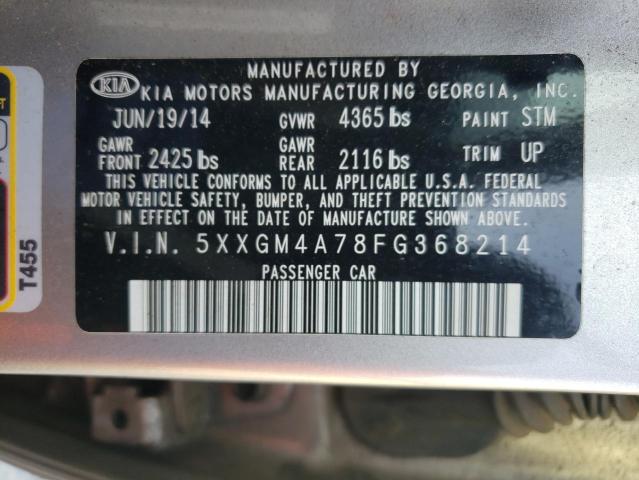 MANUFACTURED BY
KIA KIA MOTORS MANUFACTURING GEORGIA, INC.
JUN/19/14 GVWR 4365 lbs PAINT STM
GAWR FRONT 2425 lbs GAWR REAR 2116 lbs TRIM UP
THIS VEHICLE CONFORMS TO ALL APPLICABLE U.S.A. FEDERAL
MOTOR VEHICLE SAFETY, BUMPER, AND THEFT PREVENTION STANDARDS
IN EFFECT ON THE DATE OF MANUFACTURE SHOWN ABOVE.
V.I.N. 5XXGM4A78FG368214
PASSENGER CAR
T455